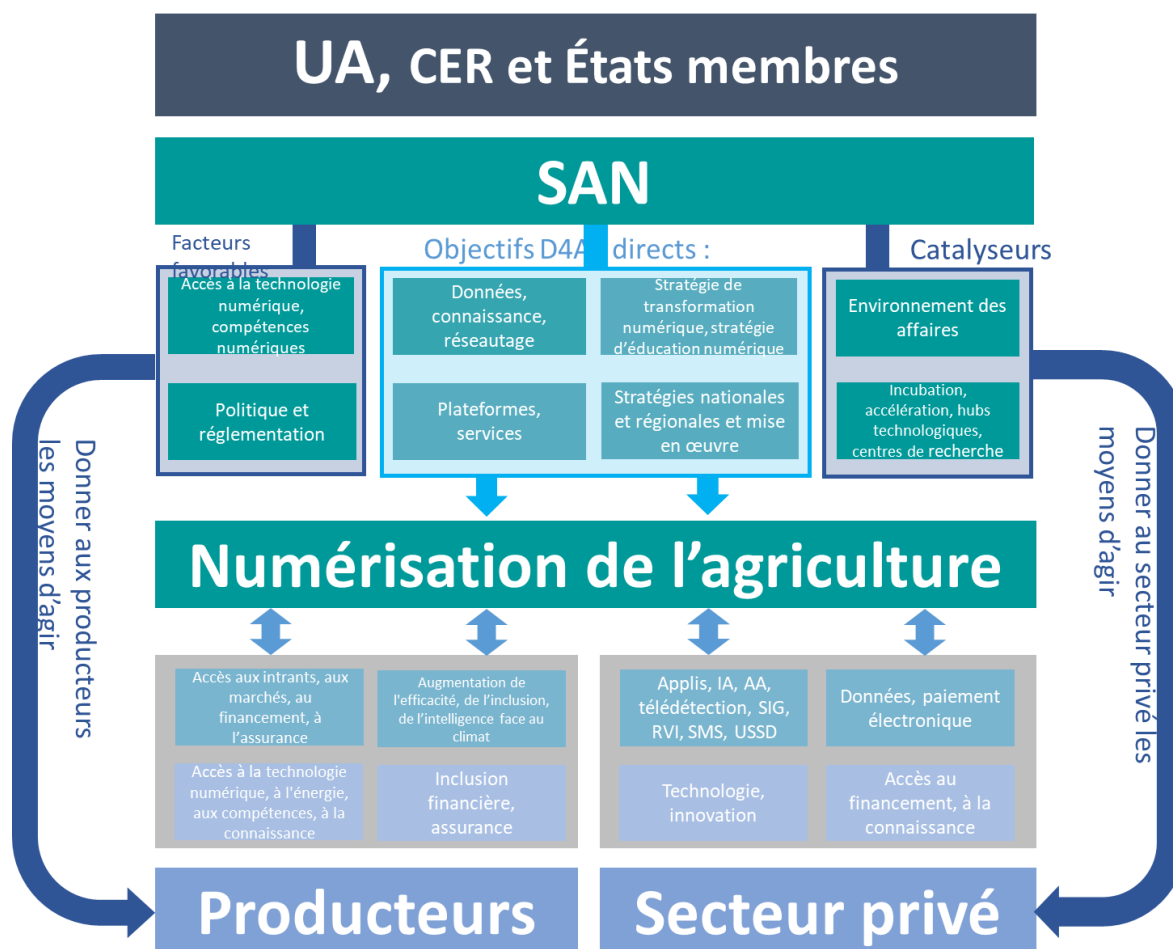 UA, CER et États membres
SAN
Facteurs
favorables
Accès à la technologie
numérique,
compétences
numériques
Politique et
réglementation
Objectifs D4A directs :
Données,
connaissance,
réseautage
Stratégie de
transformation
numérique, stratégie
d’éducation numérique
Plateformes,
services
Stratégies nationales
et régionales et mise
en œuvre
Catalyseurs
Environnement des
affaires
Incubation,
accélération, hubs
technologiques,
centres de recherche
Donner aux producteurs
les moyens d’agir
Donner au secteur privé les
moyens d’agir
Numérisation de l’agriculture
Accès aux intrants, aux
marchés, au
financement, à
l’assurance
Augmentation de
l'efficacité, de l’inclusion,
de l’intelligence face au
climat
Accès à la technologie
numérique, à l'énergie,
aux compétences, à la
connaissance
Inclusion
financière,
assurance
Applis, IA, AA,
télédétection, SIG,
RVI, SMS, USSD
Données, paiement
électronique
Technologie,
innovation
Accès au
financement, à la
connaissance
Producteurs
Secteur privé